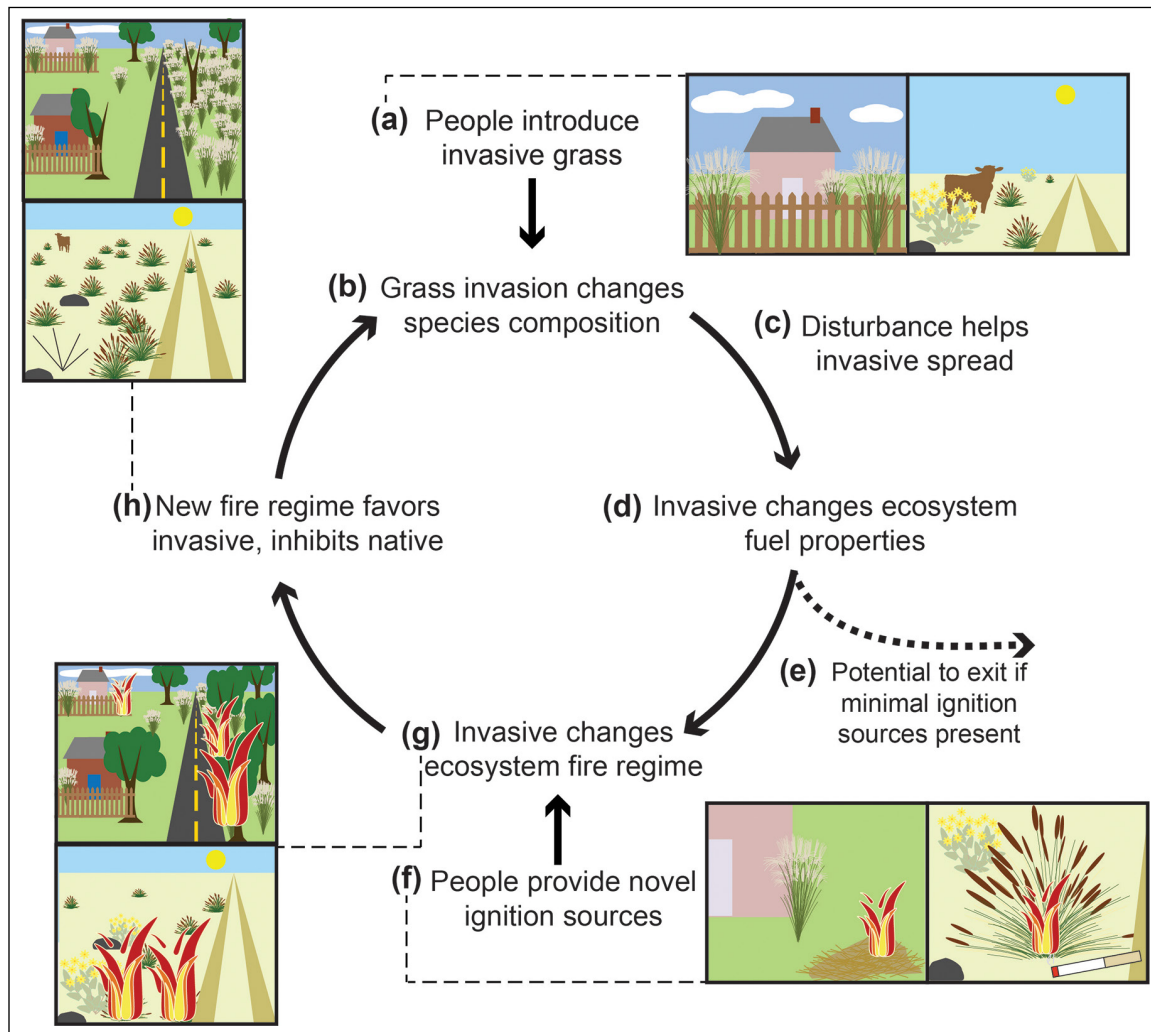 (a) People introduce
invasive grass
(b) Grass invasion changes
species composition
(c) Disturbance helps
invasive spread
(d) Invasive changes ecosystem
fuel properties
(e) Potential to exit if
minimal ignition
sources present
(f) People provide novel
ignition sources
(g) Invasive changes
ecosystem fire regime
(h) New fire regime favors
invasive, inhibits native